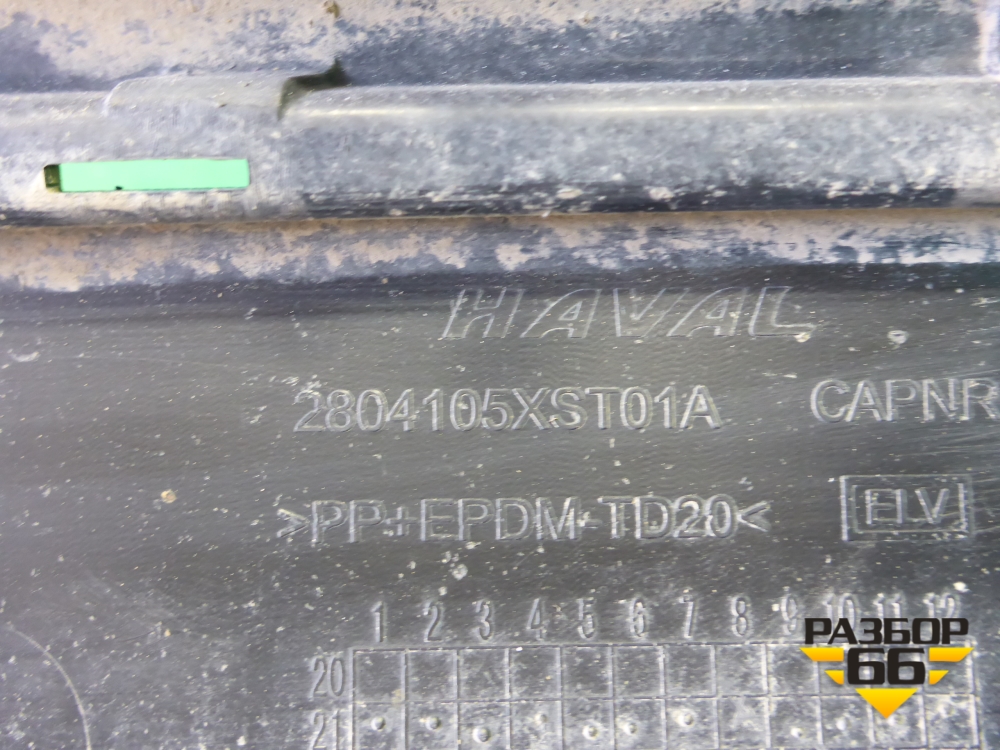 HAVAL
2804105XST01A CAPNR
>PP+EPDM-TD20< ELV
1 2 3 4 5 6 7 8 9 10 11 12
20
21
РАЗБОР
66